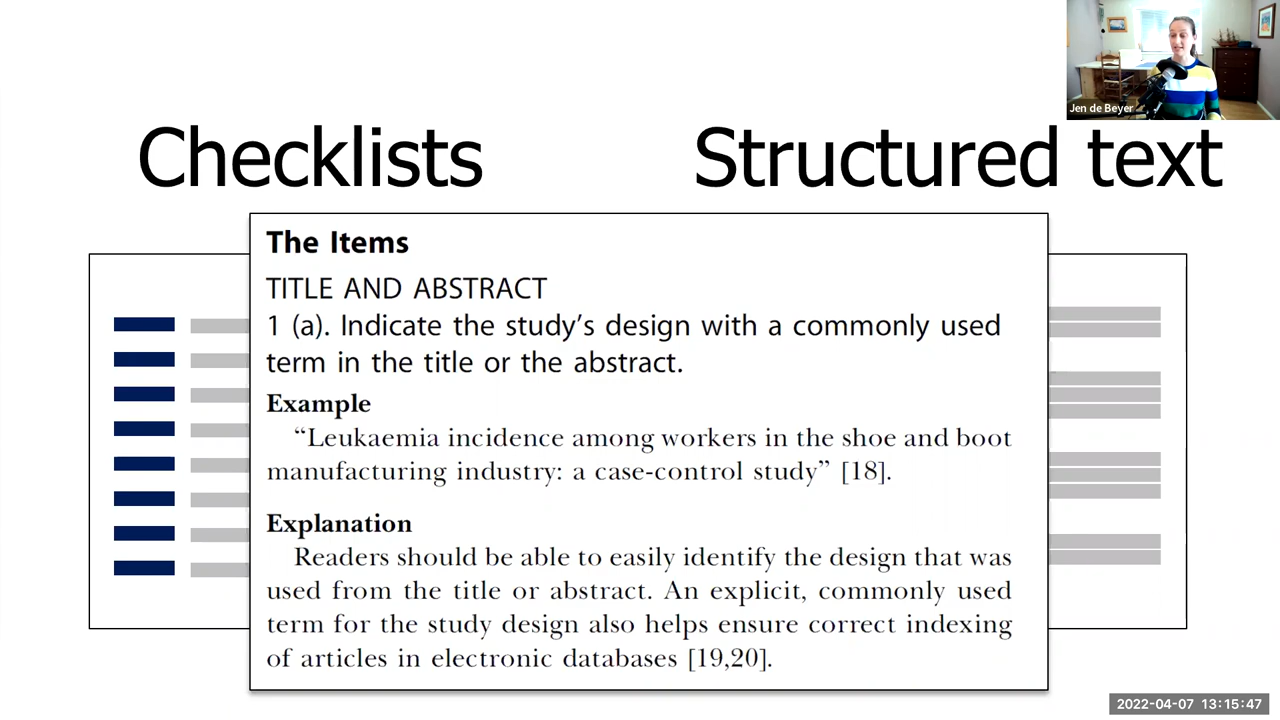 Jen de Beyer
Checklists
Structured text
The Items
TITLE AND ABSTRACT
1 (a). Indicate the study’s design with a commonly used
term in the title or the abstract.
Example
“Leukaemia incidence among workers in the shoe and boot
manufacturing industry: a case-control study” [18].
Explanation
Readers should be able to easily identify the design that was
used from the title or abstract. An explicit, commonly used
term for the study design also helps ensure correct indexing
of articles in electronic databases [19,20].
2022-04-07 13:15:47